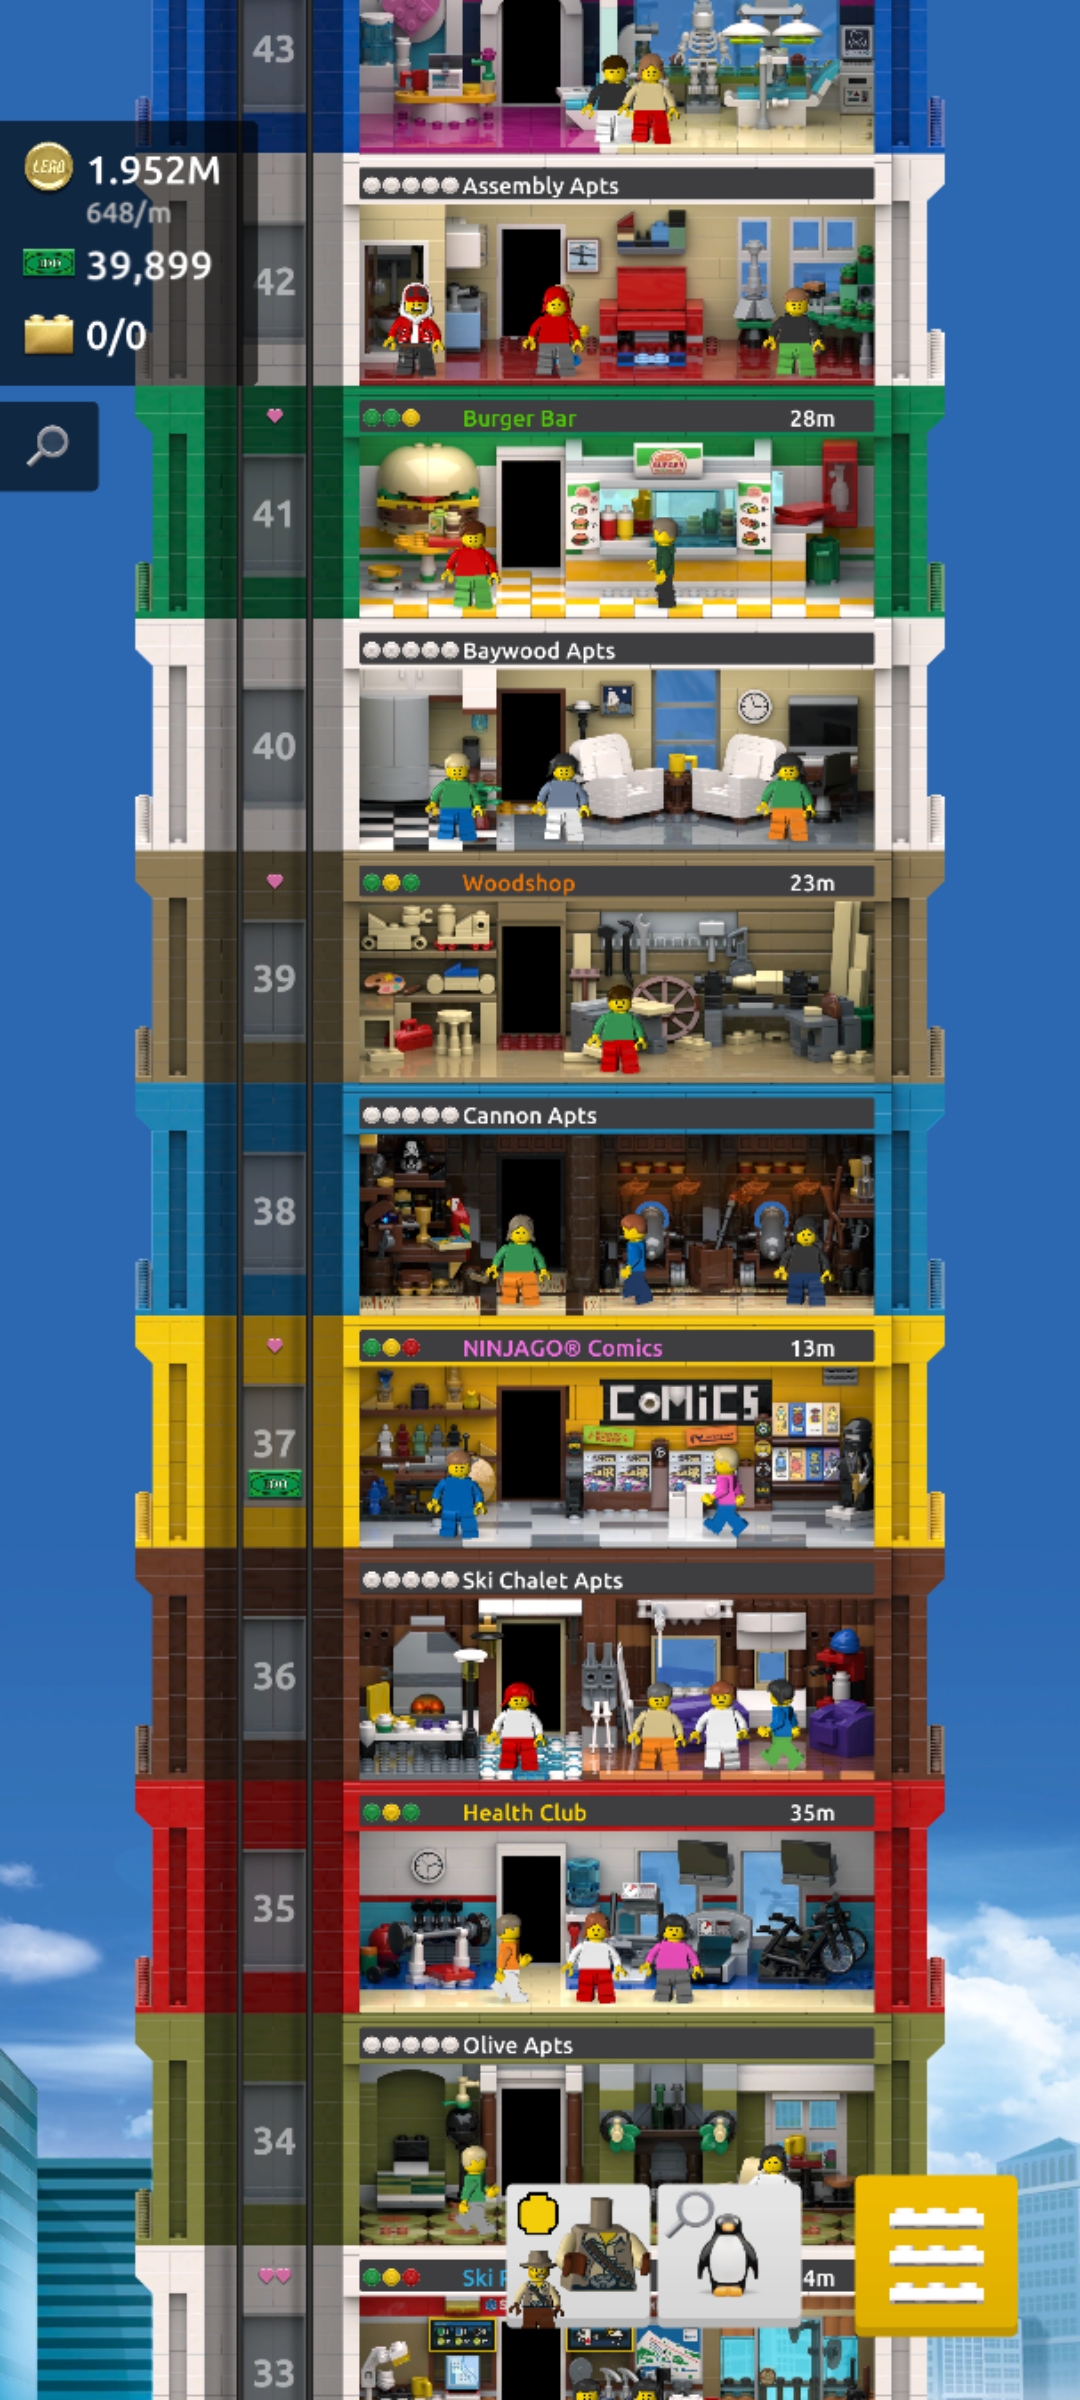 43
LEGO
1.952M
648/m
39,899
0/0
Assembly Apts
42
Burger Bar 28m
41
Baywood Apts
40
Woodshop 23m
39
Cannon Apts
38
NINJAGO® Comics 13m
COMiCS
37
Ski Chalet Apts
36
Health Club 35m
35
Olive Apts
34
Ski
4m
33